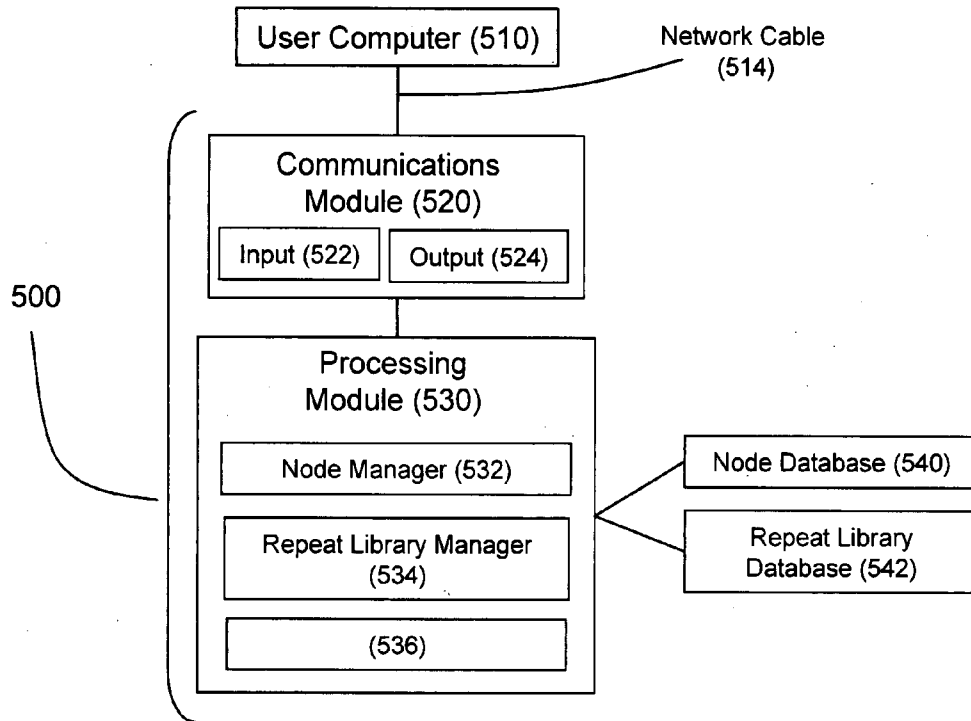 User Computer (510)
Network Cable
(514)
Communications
Module (520)
Input (522)
Output (524)
500
Processing
Module (530)
Node Manager (532)
Node Database (540)
Repeat Library Manager
(534)
Repeat Library
Database (542)
(536)